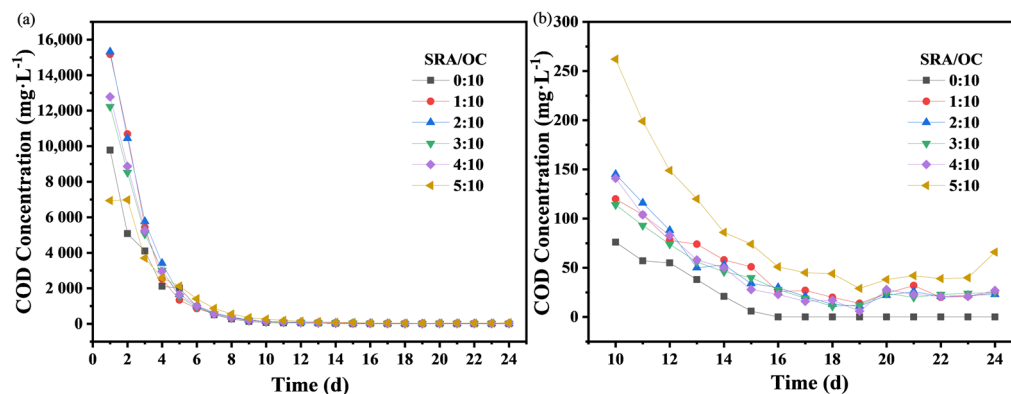 (a)
COD Concentration (mg·L⁻¹)
16,000
14,000
12,000
10,000
8 000
6 000
4 000
2 000
0
SRA/OC
0:10
1:10
2:10
3:10
4:10
5:10
0 2 4 6 8 10 12 14 16 18 20 22 24
Time (d)
(b)
COD Concentration (mg·L⁻¹)
300
250
200
150
100
50
0
SRA/OC
0:10
1:10
2:10
3:10
4:10
5:10
10 12 14 16 18 20 22 24
Time (d)